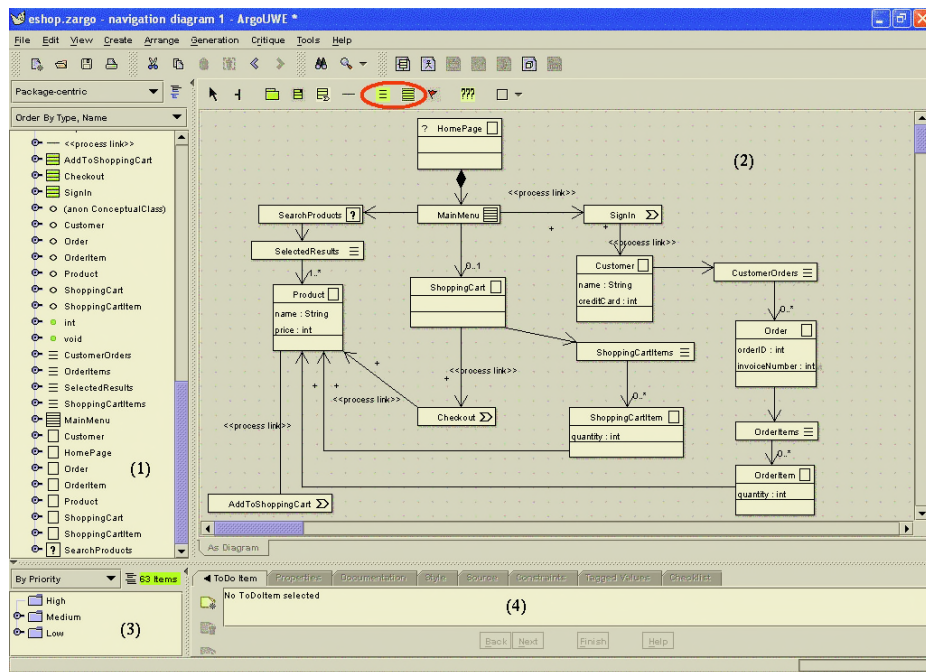 eshop.zargo - navigation diagram 1 - ArgoUWE *
File Edit View Create Arrange Generation Critique Tools Help
Package-centric
Order By Type, Name
<<process link>>
AddToShoppingCart
Checkout
SignIn
(anon ConceptualClass)
Customer
Order
OrderItem
Product
ShoppingCart
ShoppingCartItem
int
void
CustomerOrders
OrderItems
SelectedResults
ShoppingCartItems
MainMenu
Customer
HomePage
Order
OrderItem
Product
ShoppingCart
ShoppingCartItem
SearchProducts
(1)
???
? HomePage
(2)
<<process link>>
SearchProducts ?
MainMenu
SignIn
+
+
SelectedResults
<<process link>>
1..*
0..1
Customer
name : String
creditCard : int
CustomerOrders
Product
name : String
price : int
ShoppingCart
0..*
Order
orderID : int
invoiceNumber : int
ShoppingCartItems
+
+
+
+
<<process link>>
<<process link>>
0..*
Checkout
ShoppingCartItem
quantity : int
<<process link>>
OrderItems
0..*
OrderItem
quantity : int
AddToShoppingCart
As Diagram
By Priority
63 Items
High
Medium
Low
(3)
ToDo Item Properties Documentation Style Source Constraints Tagged Values Checklist
No ToDoItem selected
(4)
Back Next Finish Help